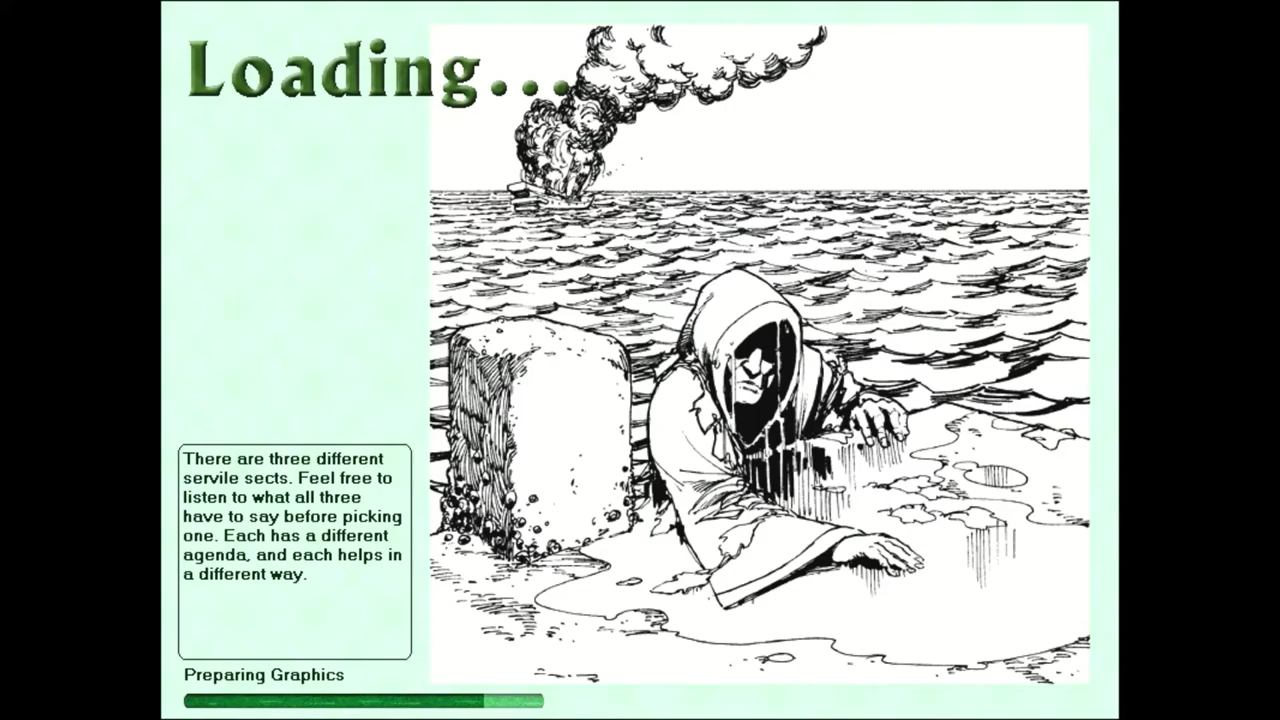 Loading...
There are three different
servile sects. Feel free to
listen to what all three
have to say before picking
one. Each has a different
agenda, and each helps in
a different way.
Preparing Graphics